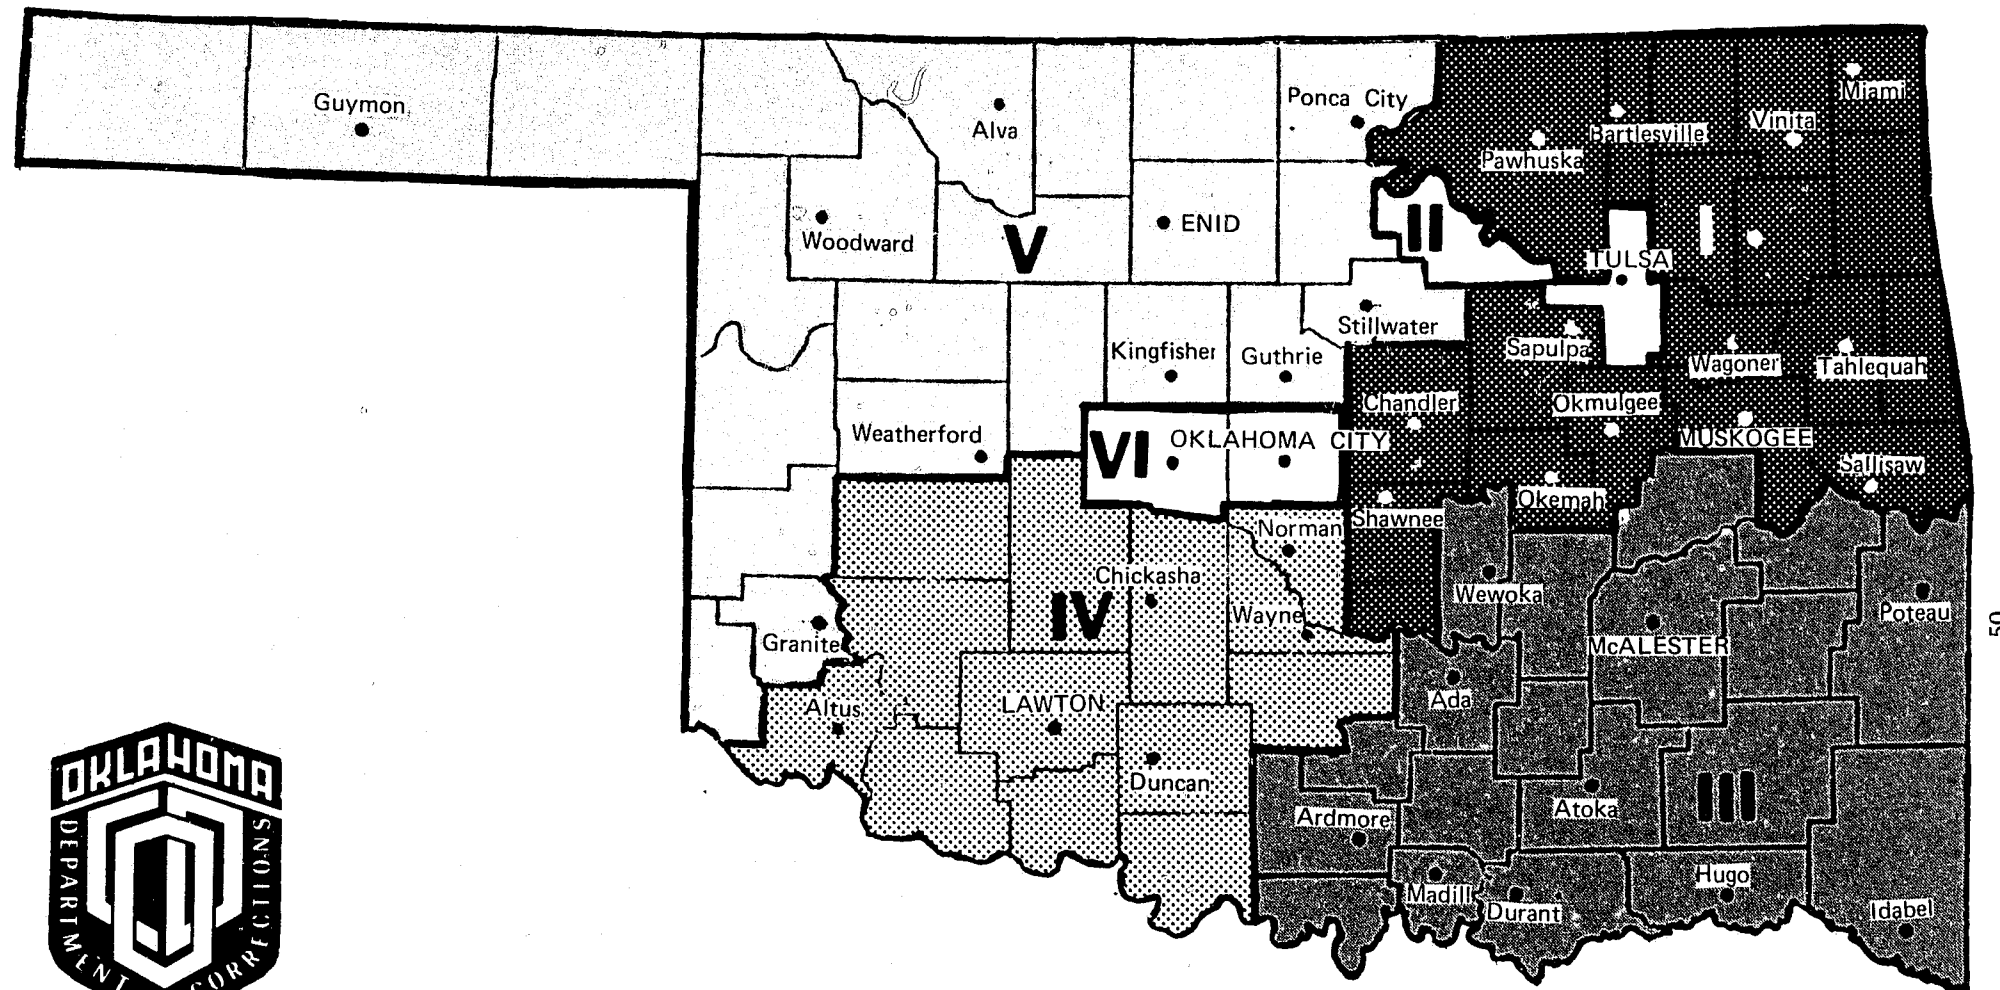 Guymon
Alva
Ponca City
Miami
Bartlesville
Vinita
Pawhuska
Woodward
V
ENID
II
I
TULSA
Stillwater
Kingfisher
Guthrie
Sapulpa
Wagoner
Tahlequah
Chandler
Okmulgee
Weatherford
VI
OKLAHOMA CITY
MUSKOGEE
Sallisaw
Okemah
Norman
Shawnee
Chickasha
Wewoka
IV
Wayne
Poteau
50
Granite
McALESTER
Altus
LAWTON
Ada
Duncan
Ardmore
Atoka
III
Madill
Durant
Hugo
Idabel
OKLAHOMA
DEPARTMENT
CORRECTIONS